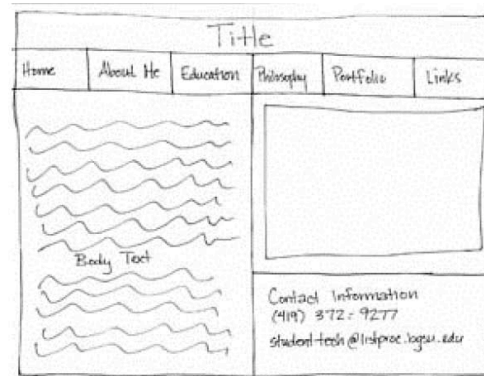 Title
Home About Me Education Philosophy Portfolio Links
Body Text
Contact Information
(419) 372-9277
student-tech@listproc.bgsu.edu